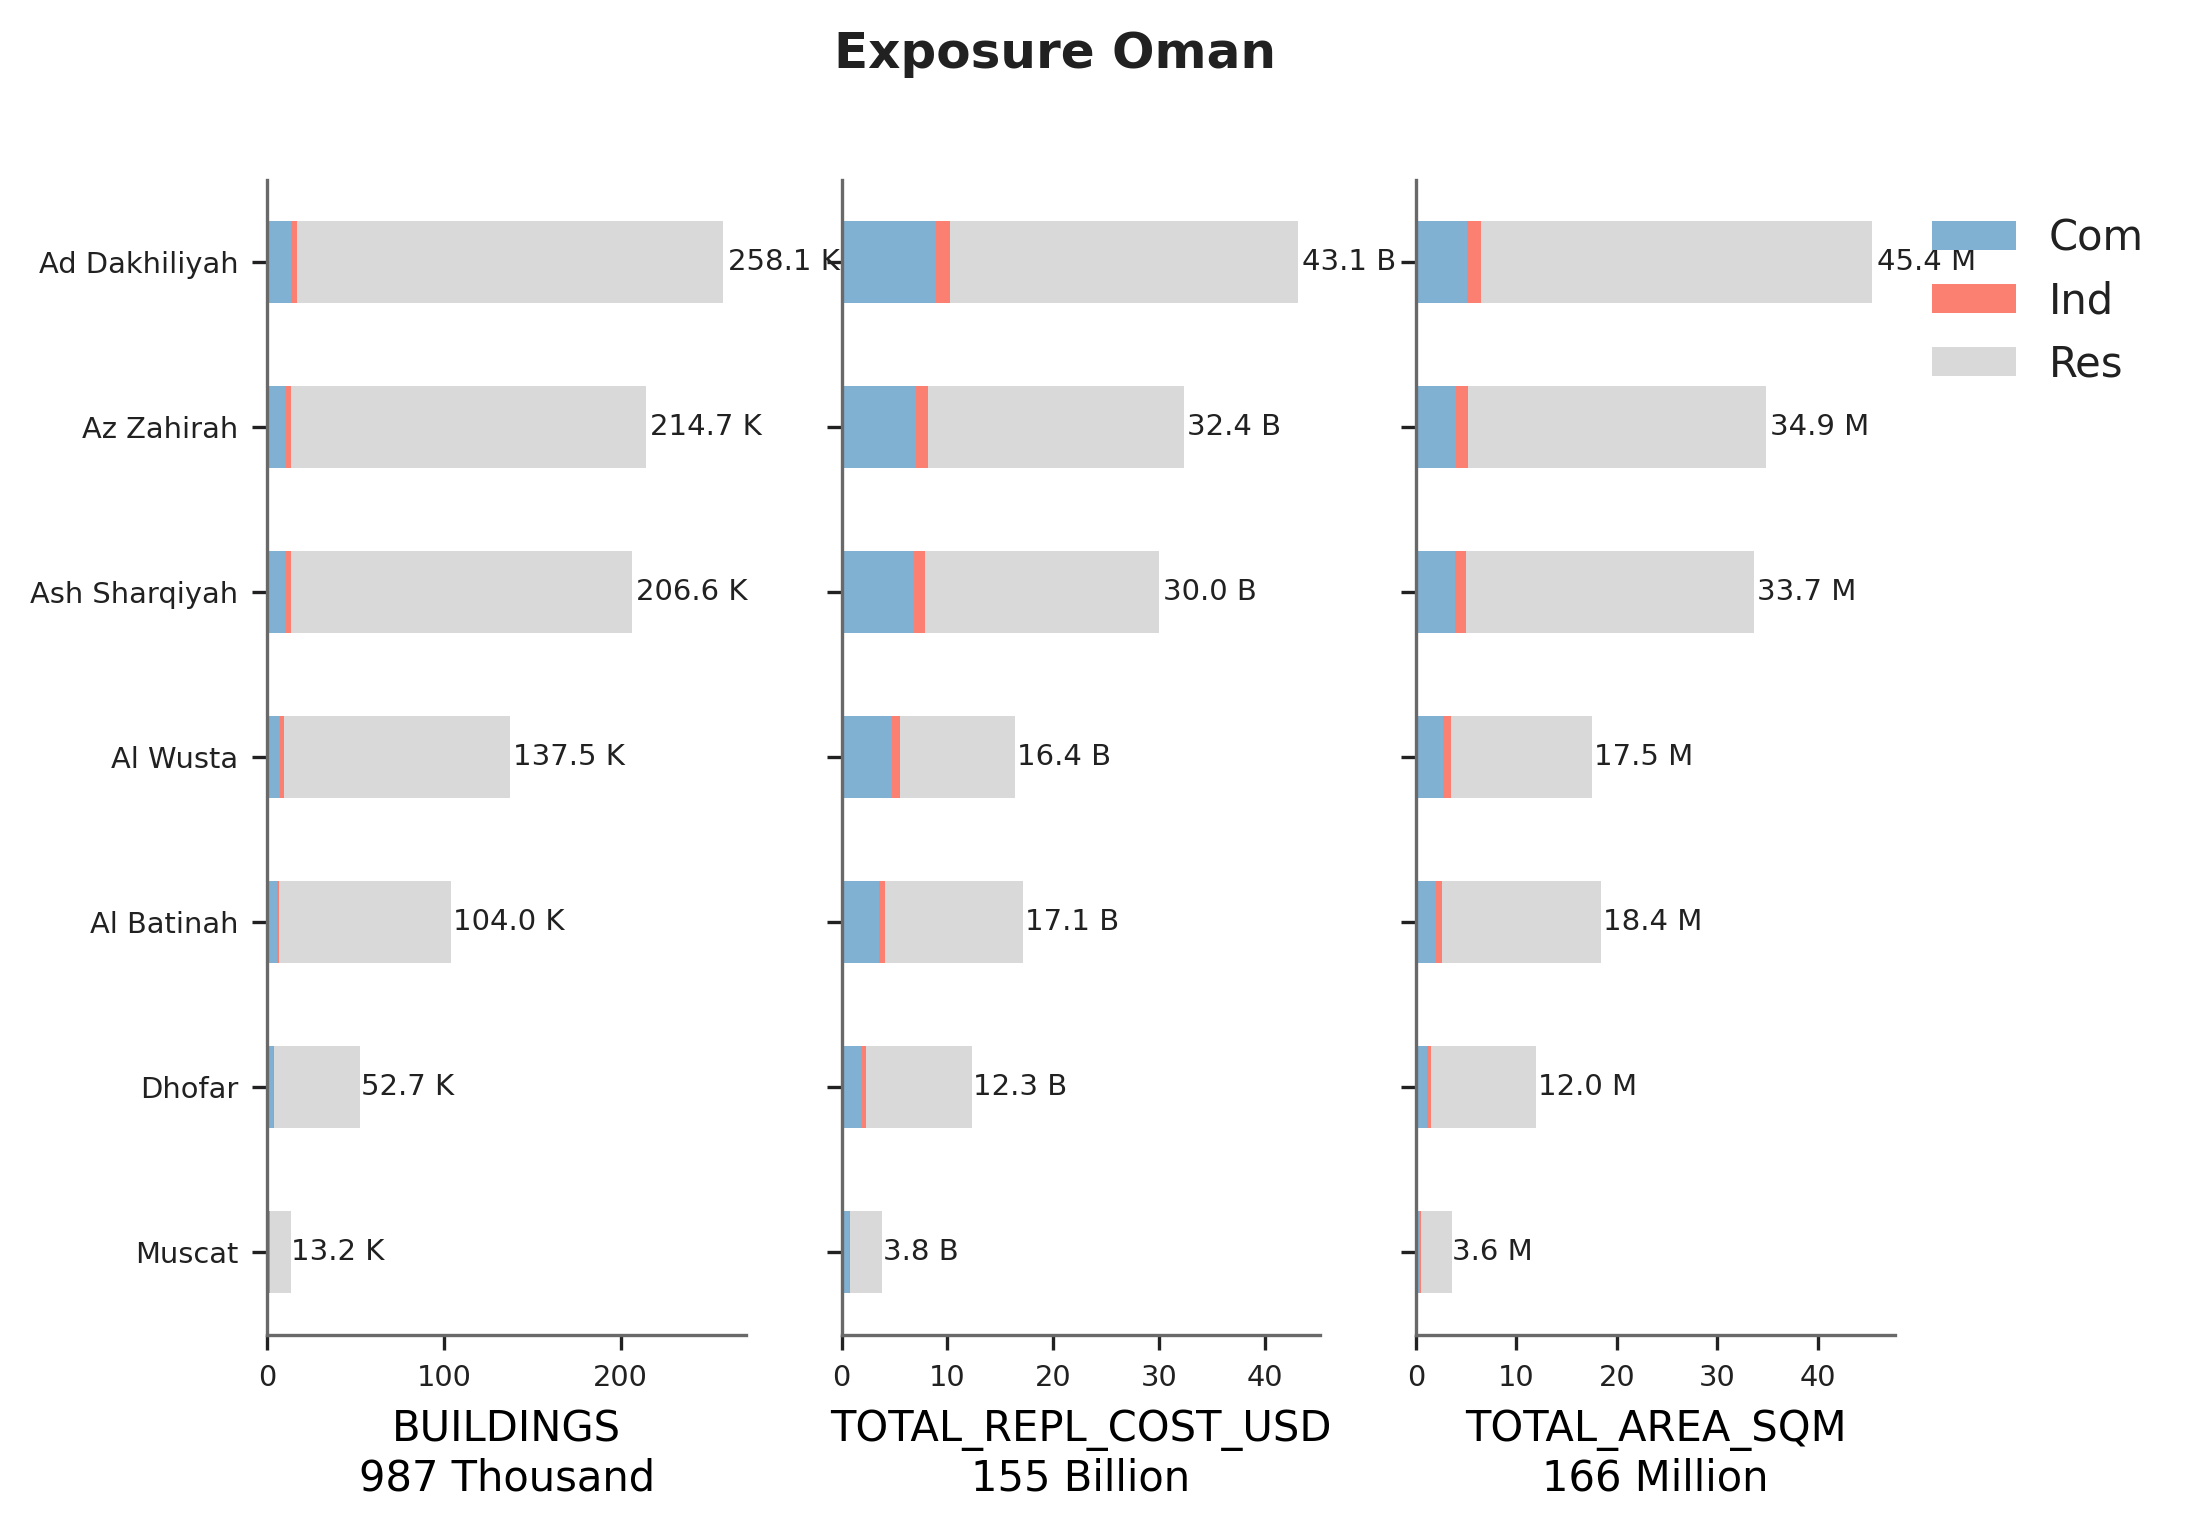 Exposure Oman
Ad Dakhiliyah 258.1 K 43.1 B 45.4 M
Az Zahirah 214.7 K 32.4 B 34.9 M
Ash Sharqiyah 206.6 K 30.0 B 33.7 M
Al Wusta 137.5 K 16.4 B 17.5 M
Al Batinah 104.0 K 17.1 B 18.4 M
Dhofar 52.7 K 12.3 B 12.0 M
Muscat 13.2 K 3.8 B 3.6 M
0 100 200 0 10 20 30 40 0 10 20 30 40
BUILDINGS TOTAL_REPL_COST_USD TOTAL_AREA_SQM
987 Thousand 155 Billion 166 Million
Com
Ind
Res